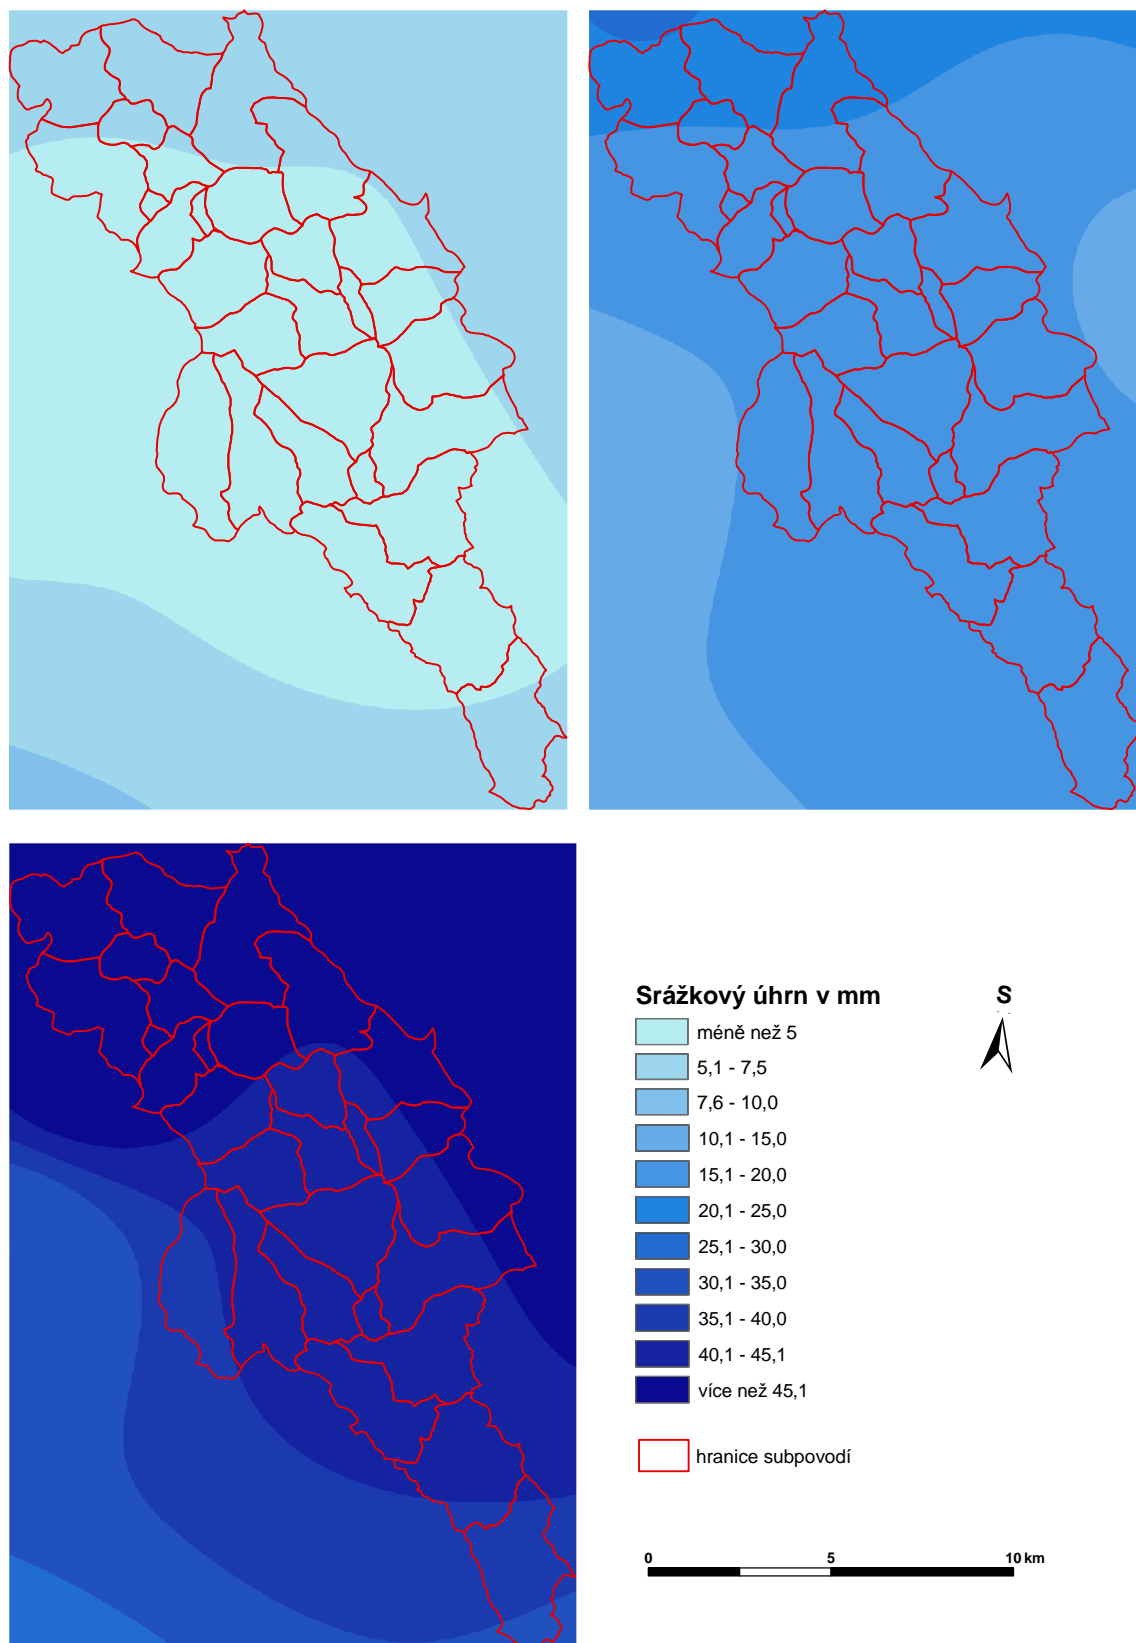 Srážkový úhrn v mm
S
méně než 5
5,1 - 7,5
7,6 - 10,0
10,1 - 15,0
15,1 - 20,0
20,1 - 25,0
25,1 - 30,0
30,1 - 35,0
35,1 - 40,0
40,1 - 45,1
více než 45,1
hranice subpovodí
0 5 10 km